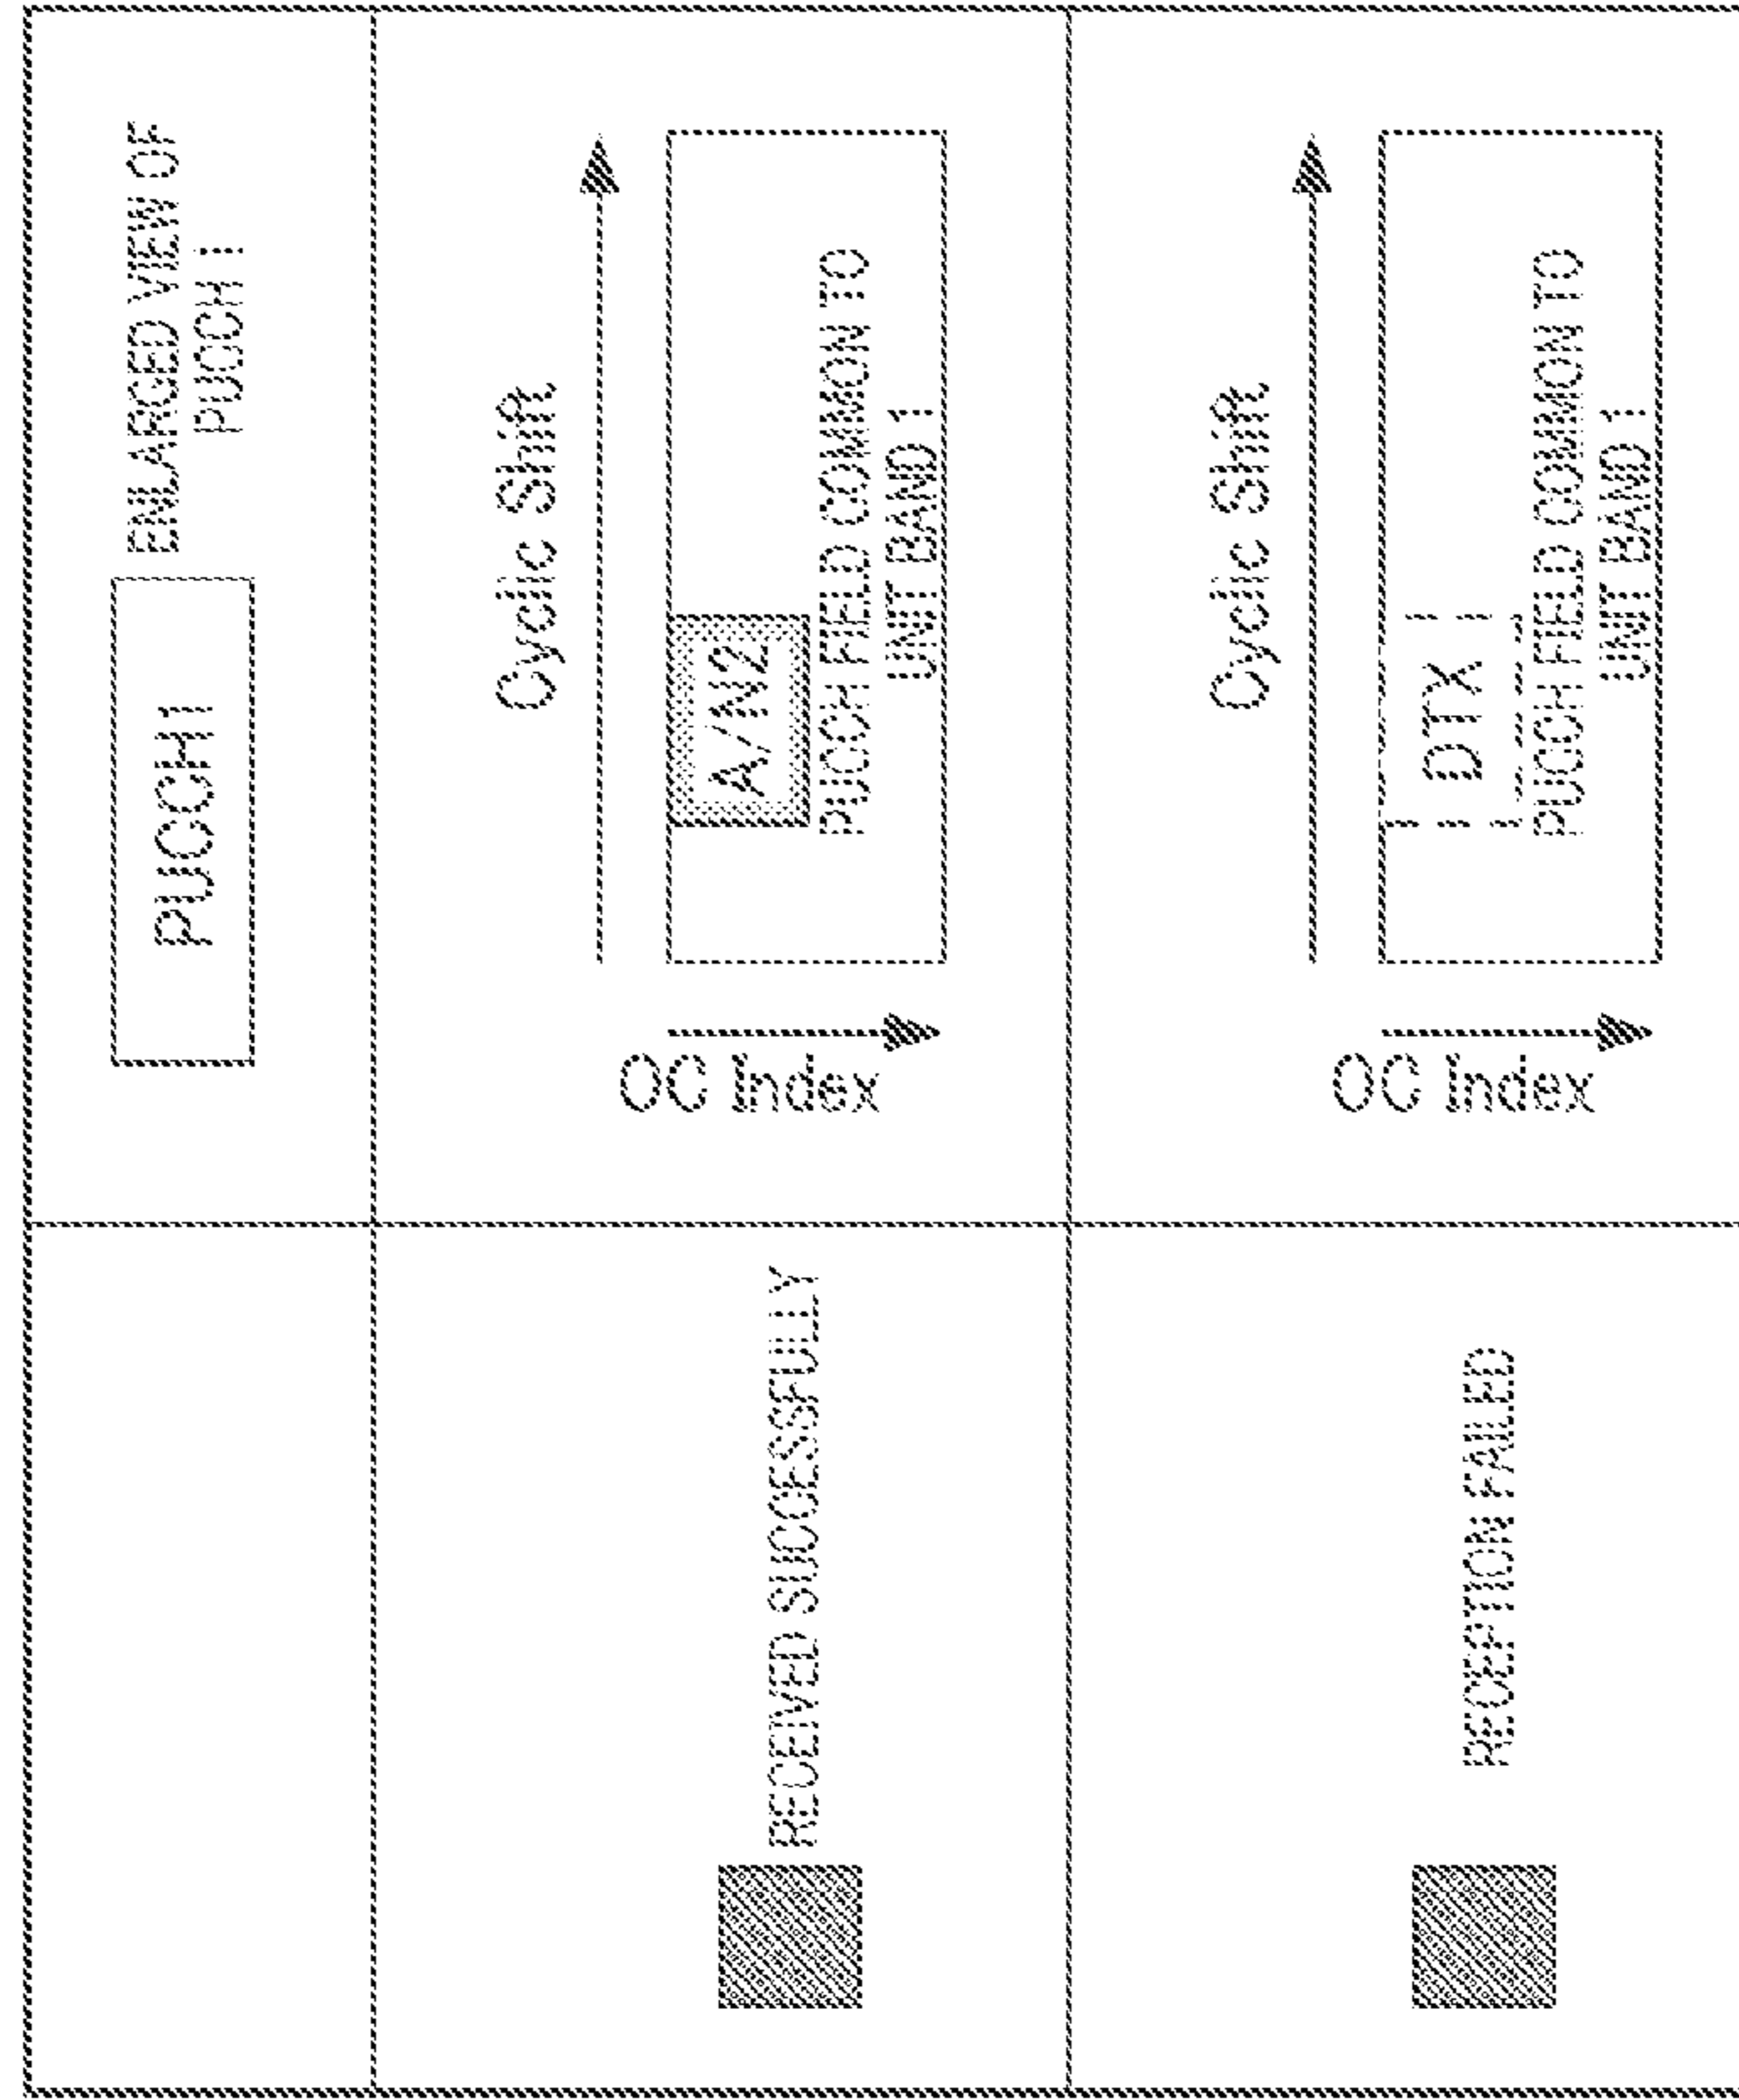 PUCCH1
ENLARGED VIEW OF
PUCCH 1
RECEIVED SUCCESSFULLY
Cyclic Shift
OC Index
A/N2
PUCCH FIELD COMMON TO
UNIT BAND 1
RECEPTION FAILED
Cyclic Shift
OC Index
DTX
PUCCH FIELD COMMON TO
UNIT BAND 1